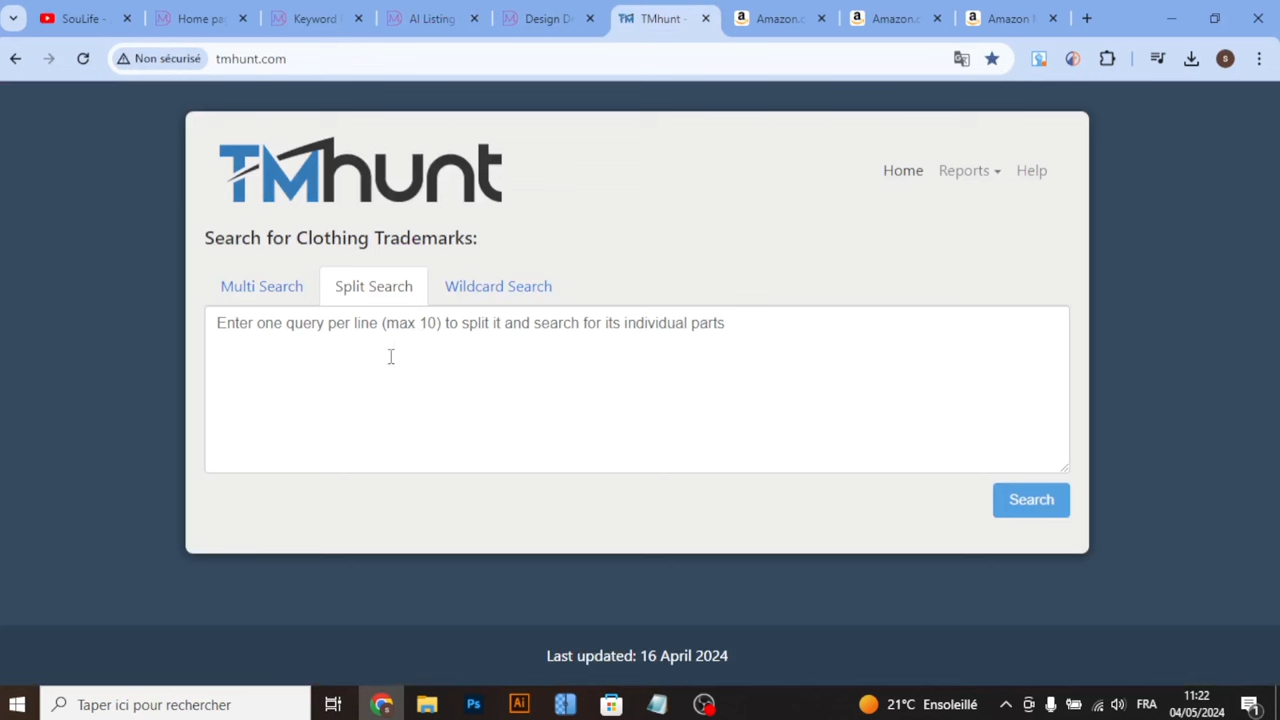 SouLife -
Home pa
Keyword
AI Listing
Design D
TMhunt -
Amazon.c
Amazon.c
Amazon
Non sécurisé
tmhunt.com
s
TMhunt
Home Reports Help
Search for Clothing Trademarks:
Multi Search Split Search Wildcard Search
Enter one query per line (max 10) to split it and search for its individual parts
Search
Last updated: 16 April 2024
Taper ici pour rechercher
Ps
Ai
21°C Ensoleillé
FRA
11:22
04/05/2024
1